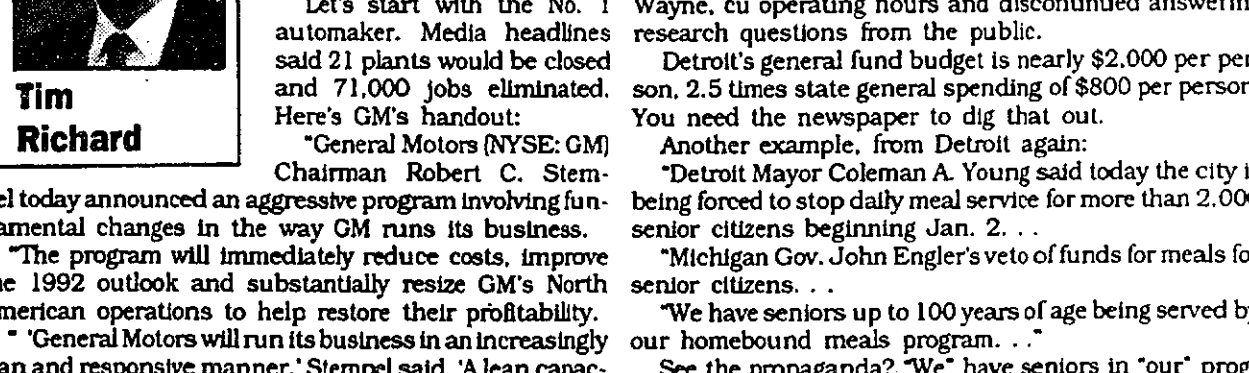 Tim
Richard
Let's start with the No. 1
automaker. Media headlines
said 21 plants would be closed
and 71,000 jobs eliminated.
Here's GM's handout:
"General Motors (NYSE: GM)
Chairman Robert C. Stem-
el today announced an aggressive program involving fun-
amental changes in the way GM runs its business.
"The program will immediately reduce costs, improve
e 1992 outlook and substantially resize GM's North
merican operations to help restore their profitability.
" 'General Motors will run its business in an increasingly
an and responsive manner,' Stempel said. 'A lean capac-
Wayne, cu operating hours and discontinued answerin
research questions from the public.
Detroit's general fund budget is nearly $2,000 per per
son, 2.5 times state general spending of $800 per person
You need the newspaper to dig that out.
Another example, from Detroit again:
"Detroit Mayor Coleman A. Young said today the city i
being forced to stop daily meal service for more than 2,00
senior citizens beginning Jan. 2. . .
"Michigan Gov. John Engler's veto of funds for meals fo
senior citizens. . .
"We have seniors up to 100 years of age being served by
our homebound meals program. . ."
See the propaganda? "We" have seniors in "our" prog